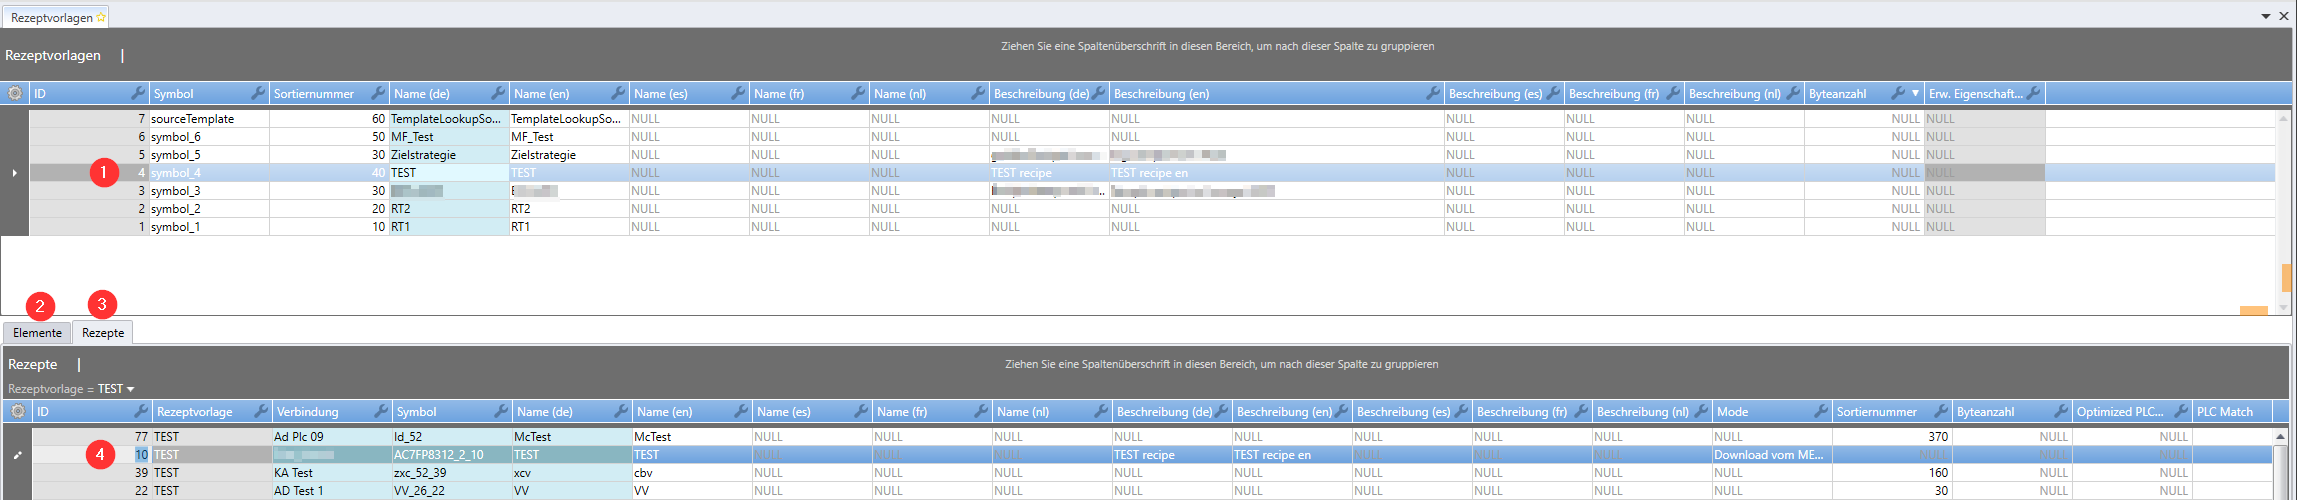 Rezeptvorlagen
Ziehen Sie eine Spaltenüberschrift in diesen Bereich, um nach dieser Spalte zu gruppieren
Rezeptvorlagen |
ID Symbol Sortiernummer Name (de) Name (en) Name (es) Name (fr) Name (nl) Beschreibung (de) Beschreibung (en) Beschreibung (es) Beschreibung (fr) Beschreibung (nl) Byteanzahl Erw. Eigenschaft...
7 sourceTemplate 60 TemplateLookupSo... TemplateLookupSo... NULL NULL NULL NULL NULL NULL NULL NULL NULL NULL
6 symbol_6 50 MF_Test MF_Test NULL NULL NULL NULL NULL NULL NULL NULL NULL NULL
5 symbol_5 30 Zielstrategie Zielstrategie NULL NULL NULL NULL NULL NULL NULL NULL
1 4 symbol_4 40 TEST TEST NULL NULL NULL TEST recipe TEST recipe en NULL NULL NULL NULL NULL
3 symbol_3 30 NULL NULL NULL NULL NULL NULL NULL NULL
2 symbol_2 20 RT2 RT2 NULL NULL NULL NULL NULL NULL NULL NULL NULL NULL
1 symbol_1 10 RT1 RT1 NULL NULL NULL NULL NULL NULL NULL NULL NULL NULL
2 3
Elemente Rezepte
Rezepte |
Ziehen Sie eine Spaltenüberschrift in diesen Bereich, um nach dieser Spalte zu gruppieren
Rezeptvorlage = TEST
ID Rezeptvorlage Verbindung Symbol Name (de) Name (en) Name (es) Name (fr) Name (nl) Beschreibung (de) Beschreibung (en) Beschreibung (es) Beschreibung (fr) Beschreibung (nl) Mode Sortiernummer Byteanzahl Optimized PLC... PLC Match
77 TEST Ad Plc 09 Id_52 McTest McTest NULL NULL NULL NULL NULL NULL NULL NULL NULL 370 NULL NULL NULL
4 10 TEST AC7FP8312_2_10 TEST TEST NULL NULL NULL TEST recipe TEST recipe en NULL NULL NULL Download vom ME... NULL NULL NULL NULL
39 TEST KA Test zxc_52_39 xcv cbv NULL NULL NULL NULL NULL NULL NULL NULL NULL 160 NULL NULL NULL
22 TEST AD Test 1 VV_26_22 VV VV NULL NULL NULL NULL NULL NULL NULL NULL NULL 30 NULL NULL NULL